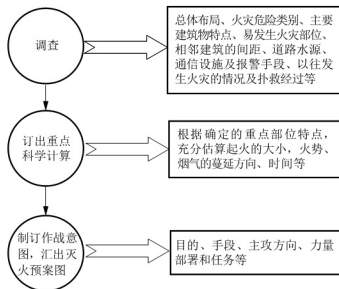 调查
总体布局、火灾危险类别、主要
建筑物特点、易发生火灾部位、
相邻建筑的间距、道路水源、
通信设施及报警手段、以往发
生火灾的情况及扑救经过等
订出重点
科学计算
根据确定的重点部位特点，
充分估算起火的大小，火势、
烟气的蔓延方向、时间等
制订作战意
图，汇出灭
火预案图
目的、手段、主攻方向、力量
部署和任务等